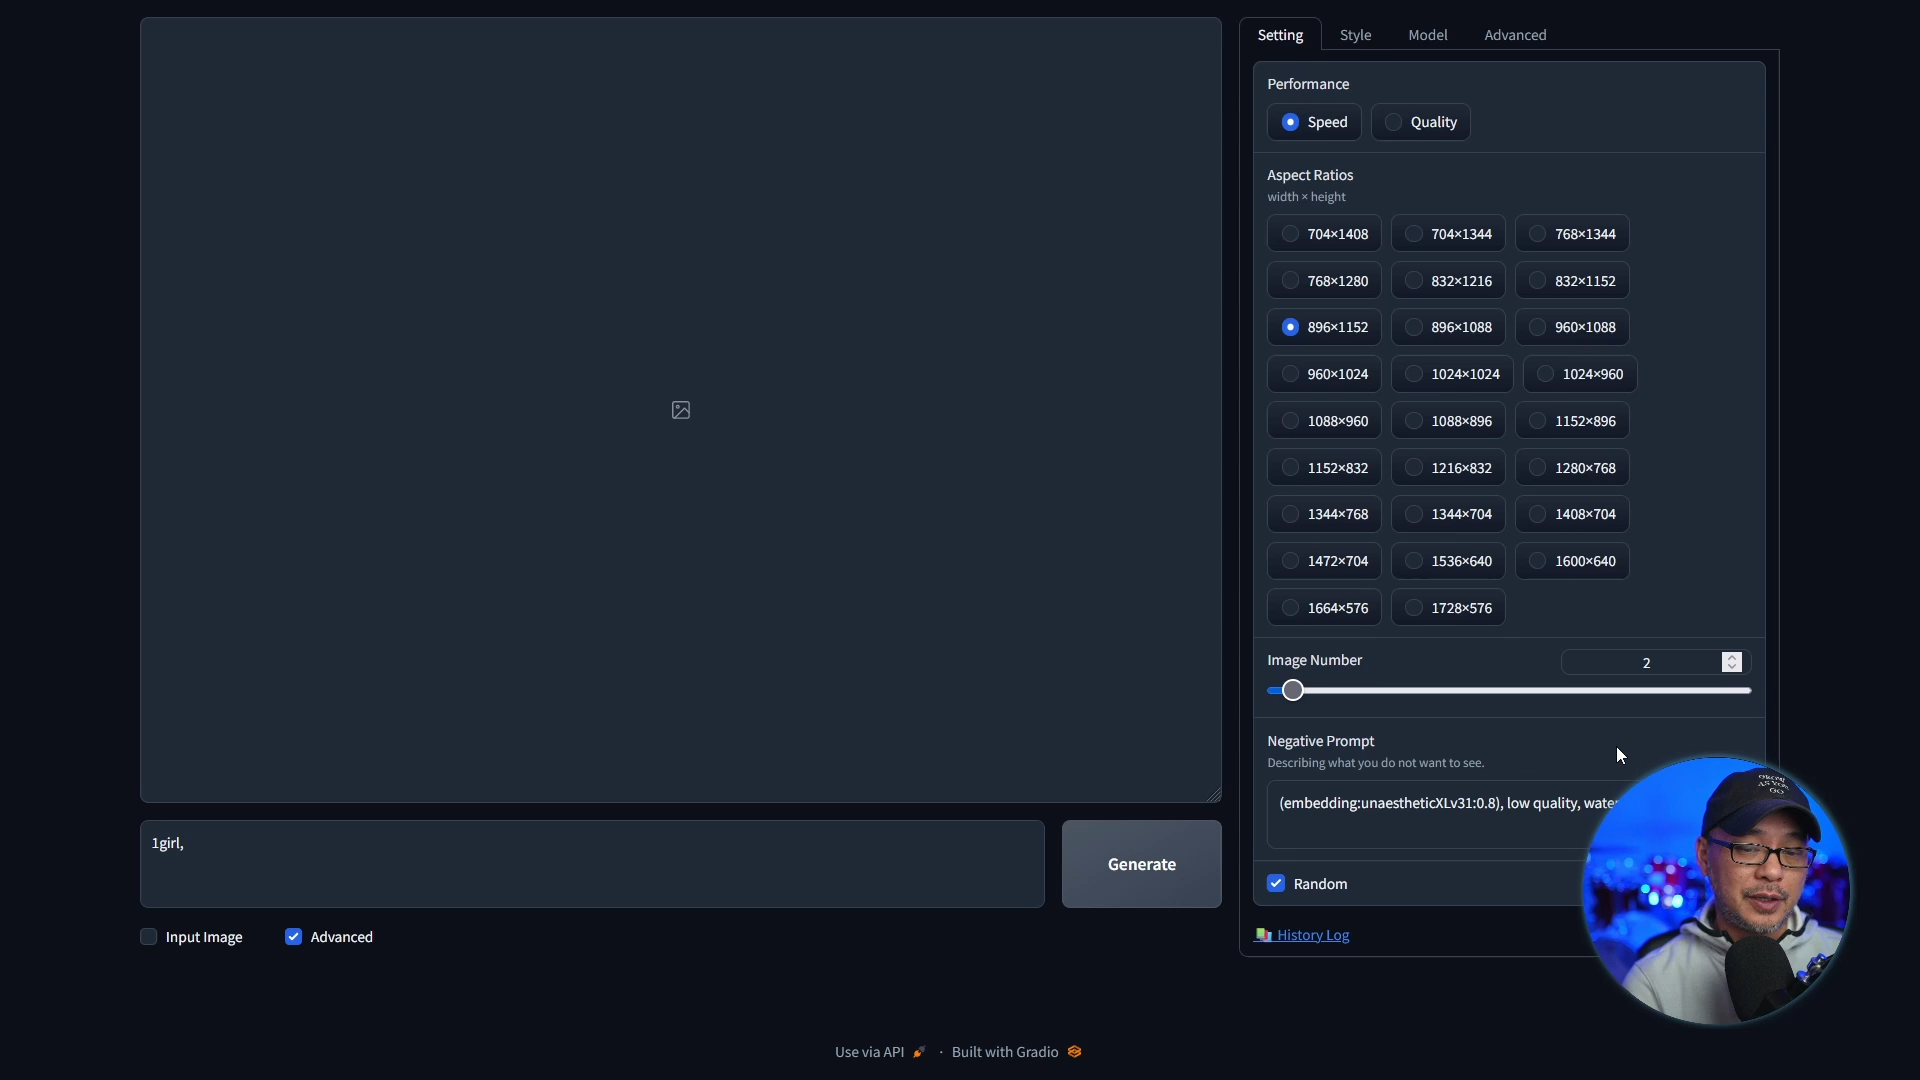 Setting Style Model Advanced
Performance
Speed Quality
Aspect Ratios
width × height
704×1408 704×1344 768×1344
768×1280 832×1216 832×1152
896×1152 896×1088 960×1088
960×1024 1024×1024 1024×960
1088×960 1088×896 1152×896
1152×832 1216×832 1280×768
1344×768 1344×704 1408×704
1472×704 1536×640 1600×640
1664×576 1728×576
Image Number 2
Negative Prompt
Describing what you do not want to see.
(embedding:unaestheticXLv31:0.8), low quality,
Random
History Log
1girl,
Generate
Input Image Advanced
Use via API · Built with Gradio
AS YOU
GO